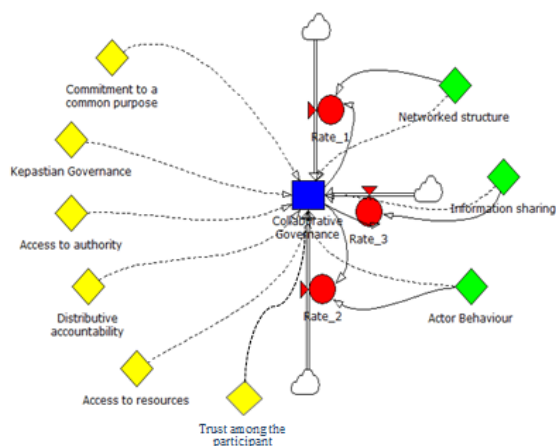 Commitment to a
common purpose
Kepastian Governance
Access to authority
Distributive
accountability
Access to resources
Trust among the
participant
Collaborative
Governance
Rate_1
Rate_3
Rate_2
Networked structure
Information sharing
Actor Behaviour